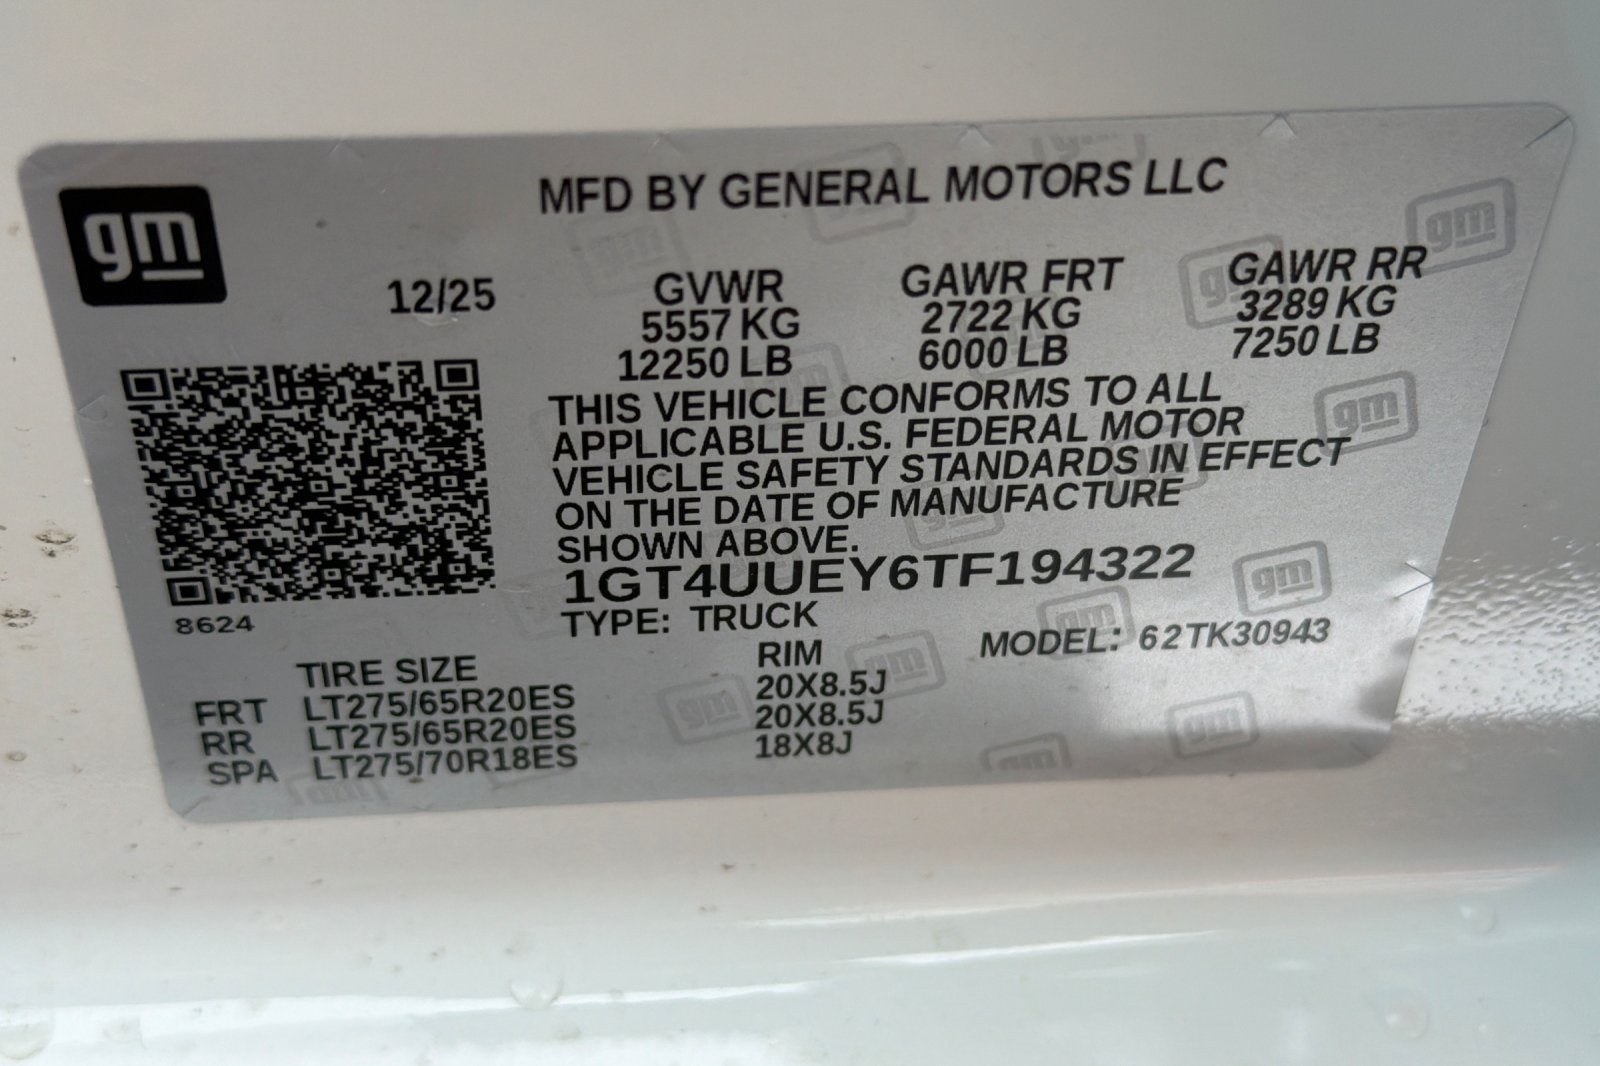 gm
MFD BY GENERAL MOTORS LLC
12/25 GVWR GAWR FRT GAWR RR
5557 KG 2722 KG 3289 KG
12250 LB 6000 LB 7250 LB
THIS VEHICLE CONFORMS TO ALL
APPLICABLE U.S. FEDERAL MOTOR
VEHICLE SAFETY STANDARDS IN EFFECT
ON THE DATE OF MANUFACTURE
SHOWN ABOVE.
1GT4UUEY6TF194322
8624
TYPE: TRUCK MODEL: 62TK30943
TIRE SIZE RIM
FRT LT275/65R20ES 20X8.5J
RR LT275/65R20ES 20X8.5J
SPA LT275/70R18ES 18X8J